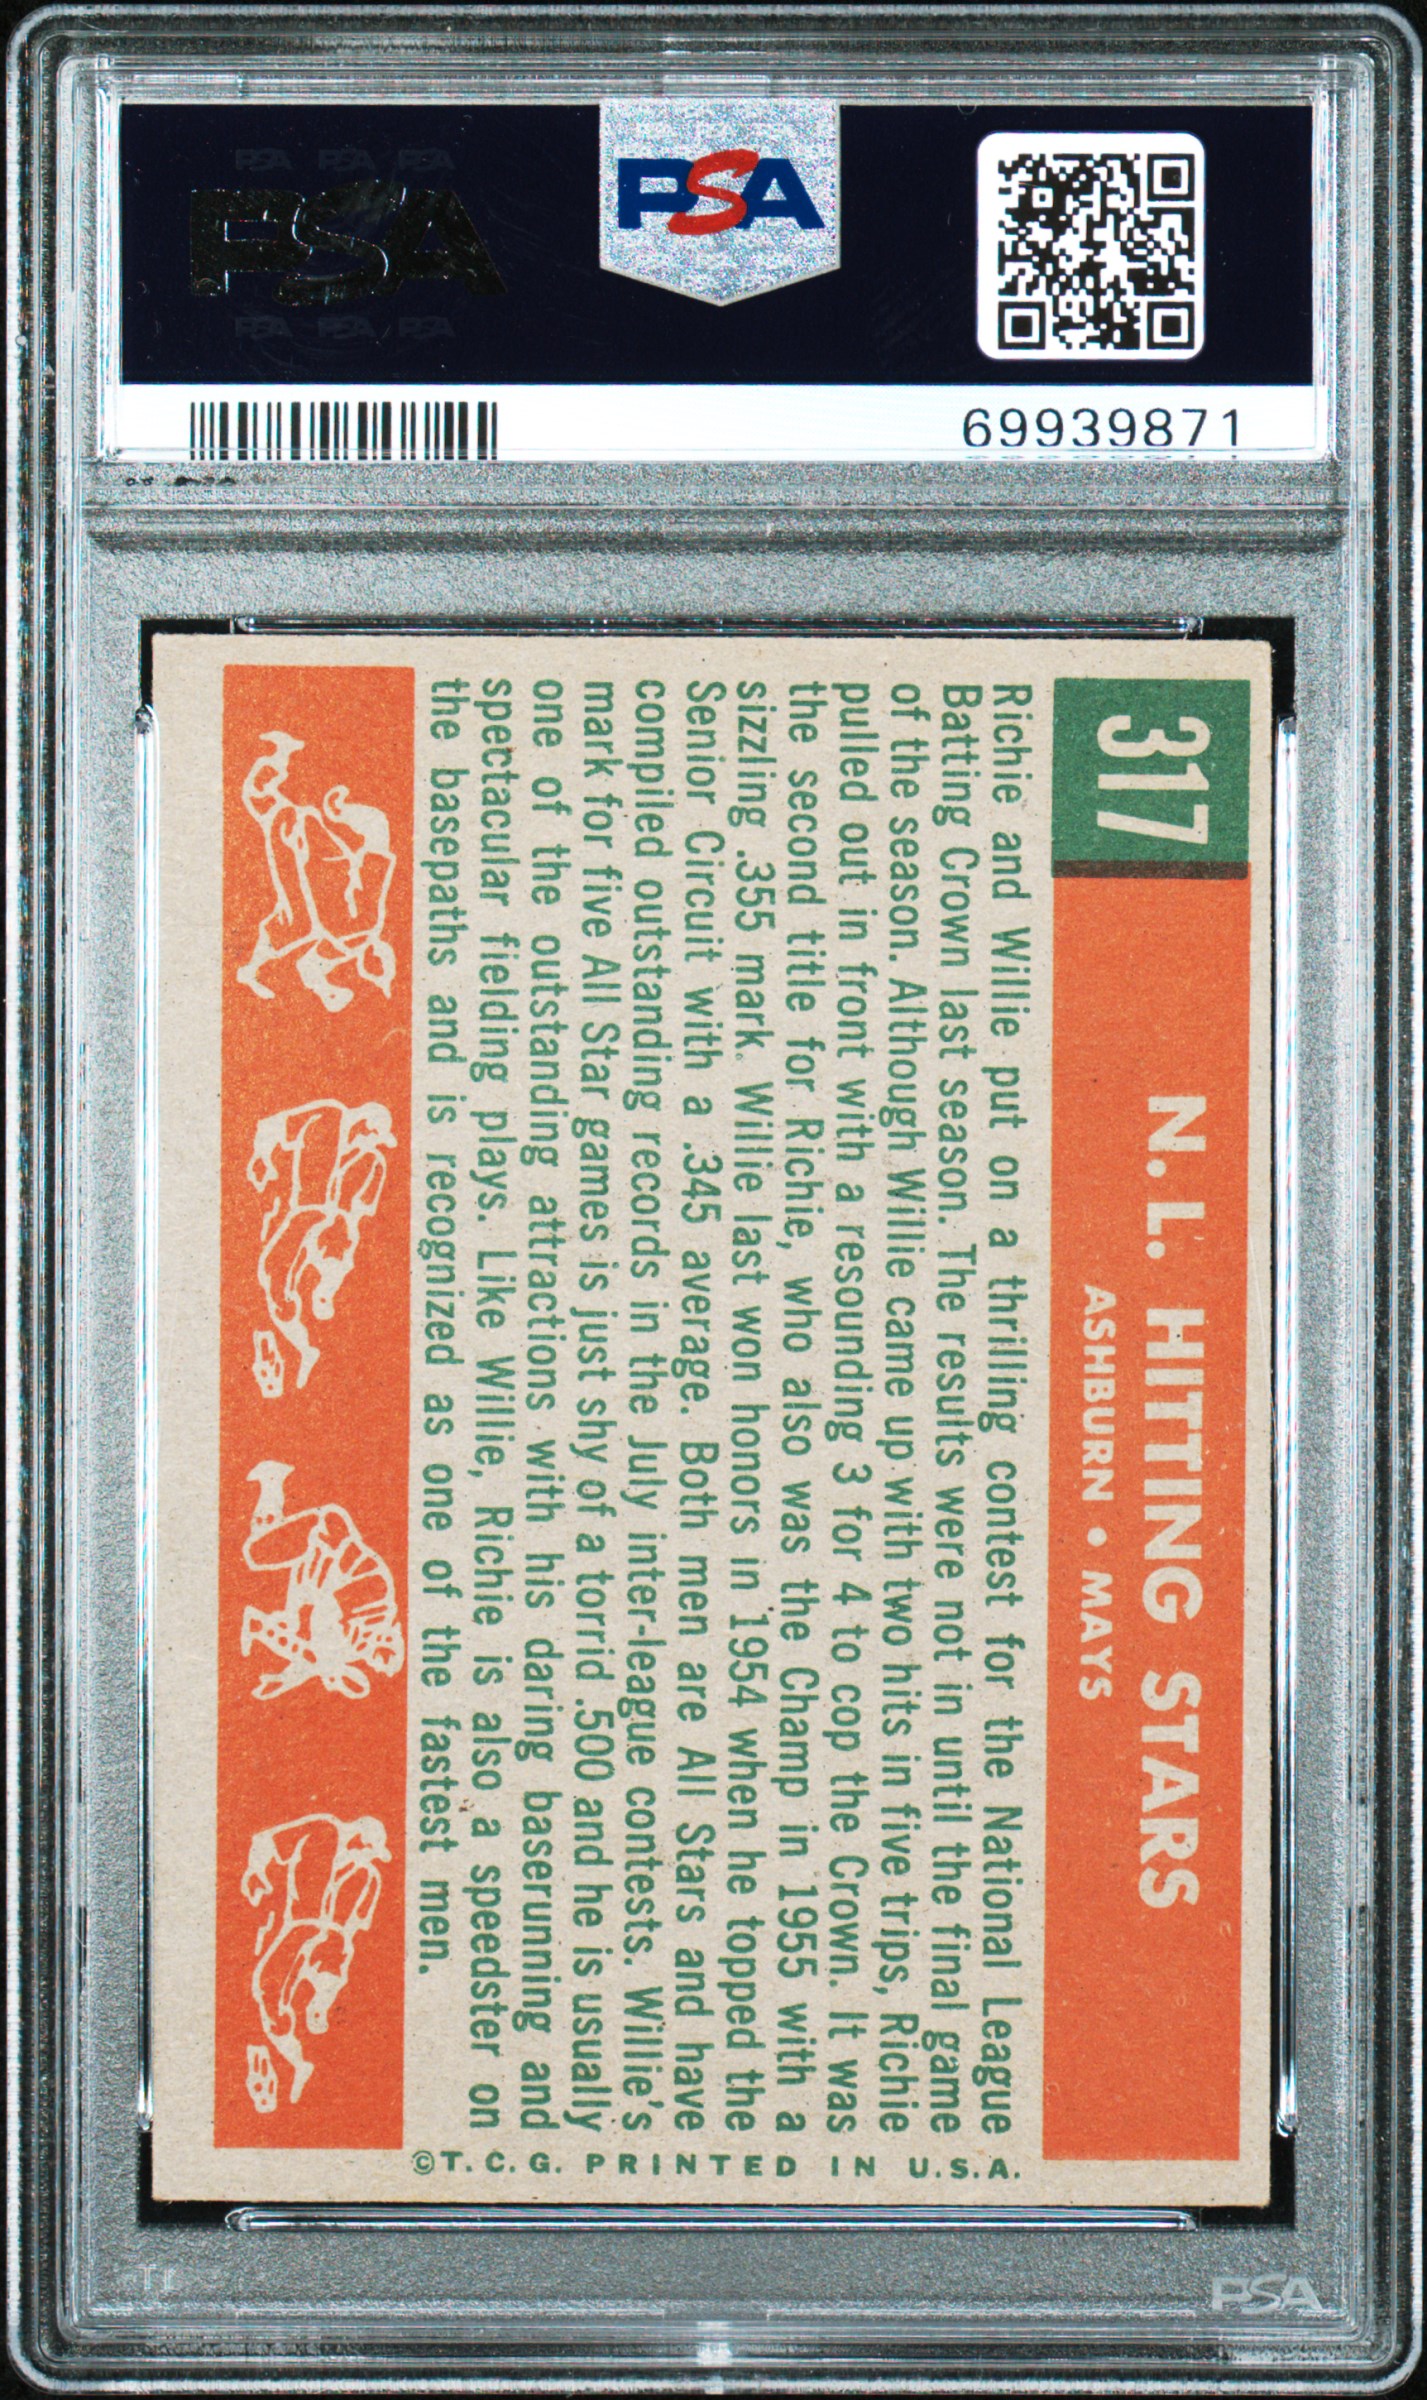 PSA PSA PSA
PSA
PSA PSA PSA
PSA
69939871
317
N. L. HITTING STARS
ASHBURN • MAYS
Richie and Willie put on a thrilling contest for the National League
Batting Crown last season. The results were not in until the final game
of the season. Although Willie came up with two hits in five trips, Richie
pulled out in front with a resounding 3 for 4 to cop the Crown. It was
the second title for Richie, who also was the Champ in 1955 with a
sizzling .355 mark. Willie last won honors in 1954 when he topped the
Senior Circuit with a .345 average. Both men are All Stars and have
compiled outstanding records in the July inter-league contests. Willie's
mark for five All Star games is just shy of a torrid .500 and he is usually
one of the outstanding attractions with his daring baserunning and
spectacular fielding plays. Like Willie, Richie is also a speedster on
the basepaths and is recognized as one of the fastest men.
©T. C. G. PRINTED IN U.S.A.
PSA